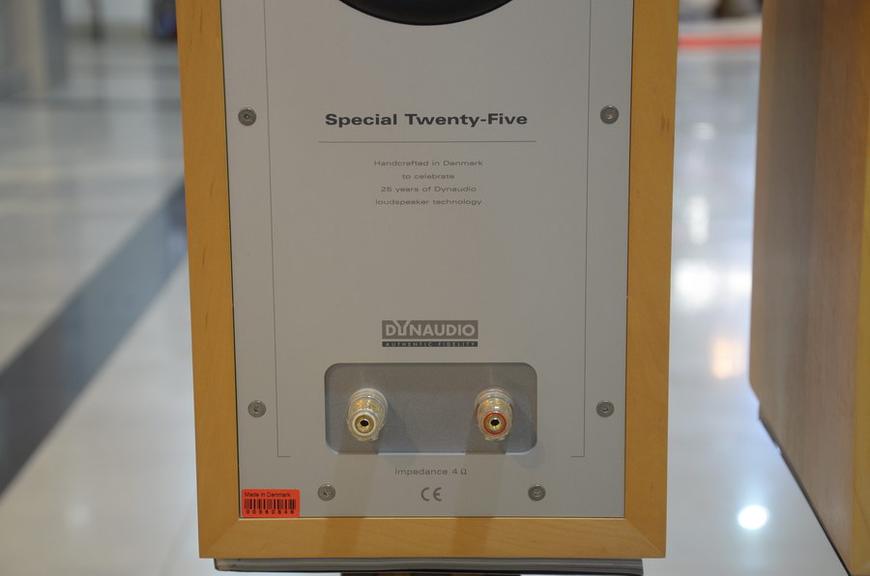 Special Twenty-Five
Handcrafted in Denmark
to celebrate
25 years of Dynaudio
loudspeaker technology
DYNAUDIO
AUTHENTIC FIDELITY
Impedance 4 Ω
CE
Made in Denmark